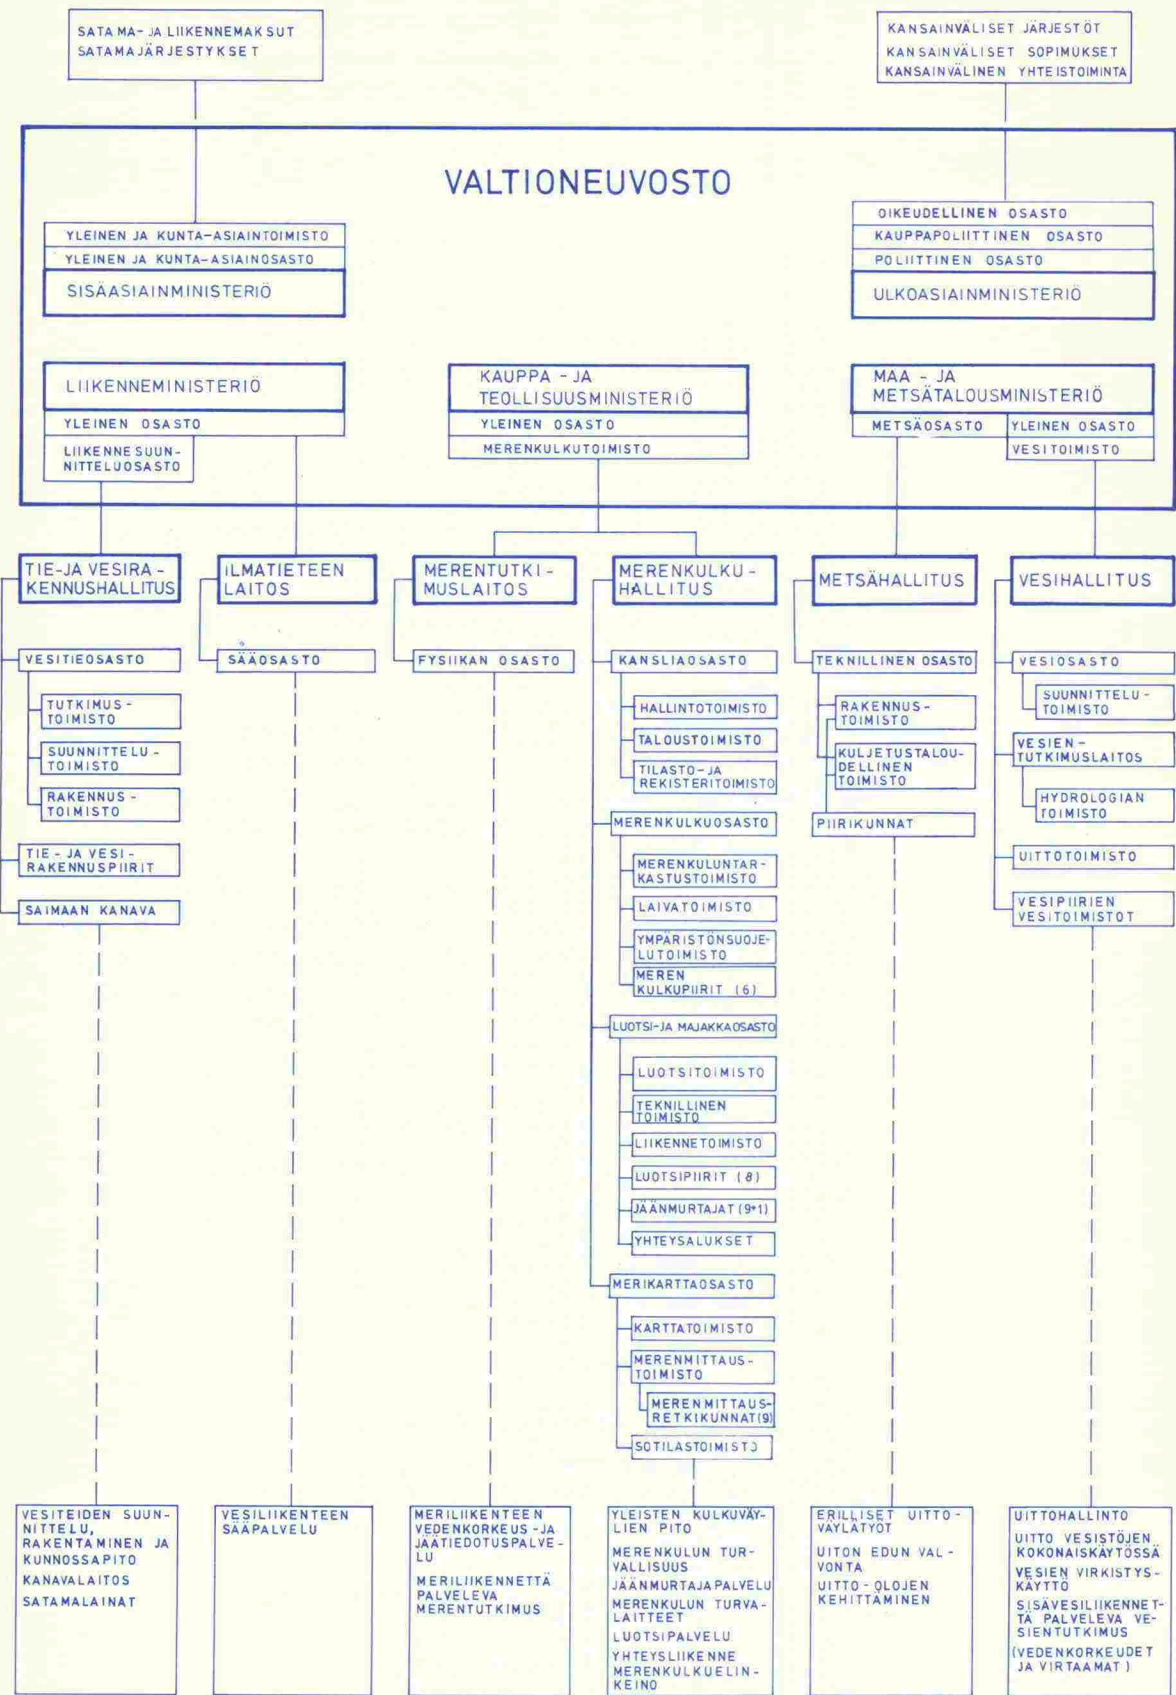 SATAMA-JA LIIKENNEMAKSUT
SATAMAJÄRJESTYKSET
KANSAINVÄLISET JÄRJESTÖT
KANSAINVÄLISET SOPIMUKSET
KANSAINVÄLINEN YHTEISTOIMINTA
VALTIONEUVOSTO
YLEINEN JA KUNTA-ASIAINTOIMISTO
YLEINEN JA KUNTA-ASIAINOSASTO
SISÄASIAINMINISTERIÖ
OIKEUDELLINEN OSASTO
KAUPPAPOLIITTINEN OSASTO
POLIITTINEN OSASTO
ULKOASIAINMINISTERIÖ
LIIKENNEMINISTERIÖ
YLEINEN OSASTO
LIIKENNESUUN-
NITTELUOSASTO
KAUPPA - JA
TEOLLISUUSMINISTERIÖ
YLEINEN OSASTO
MERENKULKUTOIMISTO
MAA - JA
METSÄTALOUSMINISTERIÖ
METSÄOSASTO
YLEINEN OSASTO
VESITOIMISTO
TIE-JA VESIRA-
KENNUSHALLITUS
VESITIEOSASTO
TUTKIMUS-
TOIMISTO
SUUNNITTELU-
TOIMISTO
RAKENNUS-
TOIMISTO
TIE- JA VESI-
RAKENNUSPIIRIT
SAIMAAN KANAVA
ILMATIETEEN
LAITOS
SÄÄOSASTO
MERENTUTKI-
MUSLAITOS
FYSIIKAN OSASTO
MERENKULKU-
HALLITUS
KANSLIAOSASTO
HALLINTOTOIMISTO
TALOUSTOIMISTO
TILASTO-JA
REKISTERITOIMISTO
MERENKULKUOSASTO
MERENKULUNTAR-
KASTUSTOIMISTO
LAIVATOIMISTO
YMPÄRISTÖNSUOJE-
LUTOIMISTO
MEREN
KULKUPIIRIT (6)
LUOTSI-JA MAJAKKAOSASTO
LUOTSITOIMISTO
TEKNILLINEN
TOIMISTO
LIIKENNETOIMISTO
LUOTSIPIIRIT (8)
JÄÄNMURTAJAT (9+1)
YHTEYSALUKSET
MERIKARTTAOSASTO
KARTTATOIMISTO
MERENMITTAUS-
TOIMISTO
MERENMITTAUS-
RETKIKUNNAT(9)
SOTILASTOIMISTO
METSÄHALLITUS
TEKNILLINEN OSASTO
RAKENNUS-
TOIMISTO
KULJETUSTALOU-
DELLINEN
TOIMISTO
PIIRIKUNNAT
VESIHALLITUS
VESIOSASTO
SUUNNITTELU-
TOIMISTO
VESIEN-
TUTKIMUSLAITOS
HYDROLOGIAN
TOIMISTO
UITTOTOIMISTO
VESIPIIRIEN
VESITOIMISTOT
VESITEIDEN SUUN-
NITTELU,
RAKENTAMINEN JA
KUNNOSSAPITO
KANAVALAITOS
SATAMALAINAT
VESILIIKENTEEN
SÄÄPALVELU
MERILIIKENTEEN
VEDENKORKEUS-JA
JÄÄTIEDOTUSPALVE-
LU
MERILIIKENNETTÄ
PALVELEVA
MERENTUTKIMUS
YLEISTEN KULKUVÄY-
LIEN PITO
MERENKULUN TUR-
VALLISUUS
JÄÄNMURTAJAPALVELU
MERENKULUN TURVA-
LAITTEET
LUOTSIPALVELU
YHTEYSLIIKENNE
MERENKULKUELIN-
KEINO
ERILLISET UITTO-
VÄYLÄTYÖT
UITON EDUN VAL-
VONTA
UITTO-OLOJEN
KEHITTÄMINEN
UITTOHALLINTO
UITTO VESISTÖJEN
KOKONAISKÄYTÖSSÄ
VESIEN VIRKISTYS-
KÄYTTÖ
SISÄVESILIIKENNET-
TÄ PALVELEVA VE-
SIENTUTKIMUS
(VEDENKORKEUDET
JA VIRTAAMAT)